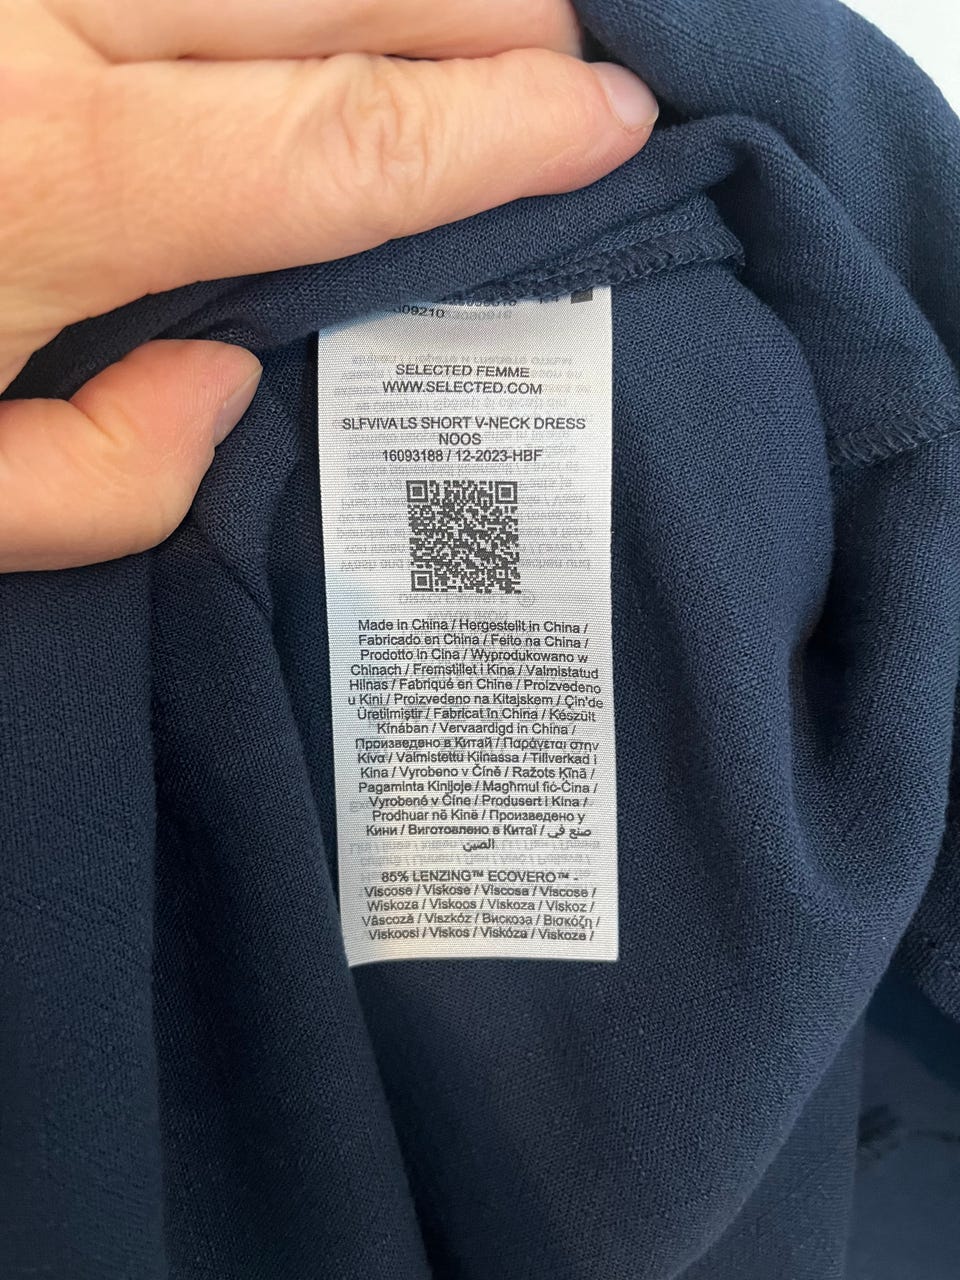 SELECTED FEMME
WWW.SELECTED.COM
SLFVIVA LS SHORT V-NECK DRESS
NOOS
16093188 / 12-2023-HBF
Made in China / Hergestellt in China /
Fabricado en China / Feito na China /
Prodotto in Cina / Wyprodukowano w
Chinach / Fremstillet i Kina / Valmistatud
Hiinas / Fabriqué en Chine / Proizvedeno
u Kini / Proizvedeno na Kitajskem / Çin'de
Üretilmiştir / Fabricat în China / Készült
Kínában / Vervaardigd in China /
Произведено в Китай / Παράγεται στην
Κίνα / Valmistettu Kiinassa / Tillverkad i
Kina / Vyrobeno v Číně / Ražots Ķīnā /
Pagaminta Kinijoje / Magħmul fiċ-Ċina /
Vyrobené v Číne / Produsert i Kina /
Prodhuar në Kinë / Произведено у
Кини / Виготовлено в Китаї / صنع في
الصين
85% LENZING™ ECOVERO™ -
Viscose / Viskose / Viscosa / Viscose /
Wiskoza / Viskoos / Viskoza / Viskoz /
Vâscoză / Viszkóz / Вискоза / Βισκόζη /
Viskoosi / Viskos / Viskóza / Viskoze /